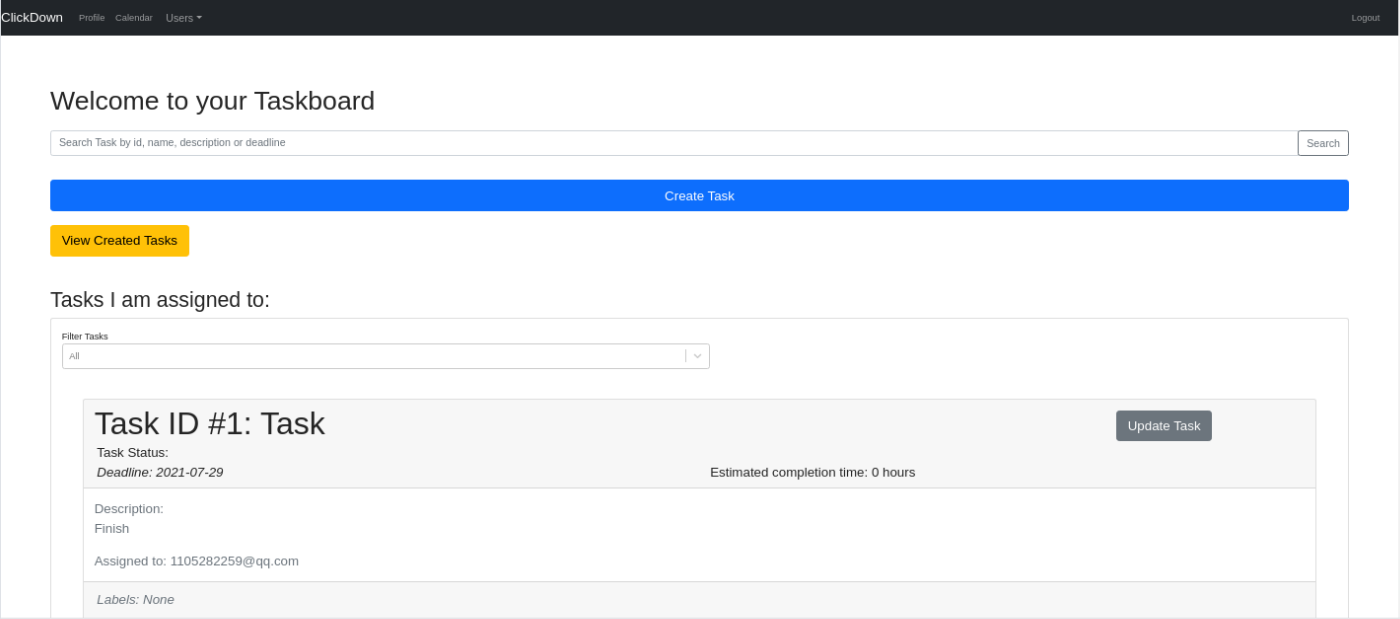 ClickDown Profile Calendar Users Logout
Welcome to your Taskboard
Search Task by id, name, description or deadline Search
Create Task
View Created Tasks
Tasks I am assigned to:
Filter Tasks
All
Task ID #1: Task Update Task
Task Status:
Deadline: 2021-07-29 Estimated completion time: 0 hours
Description:
Finish
Assigned to: 1105282259@qq.com
Labels: None